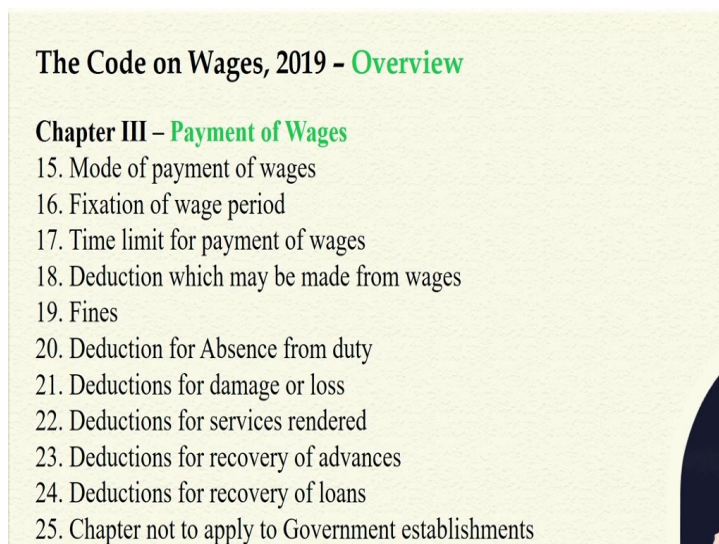 The Code on Wages, 2019 – Overview
Chapter III – Payment of Wages
15. Mode of payment of wages
16. Fixation of wage period
17. Time limit for payment of wages
18. Deduction which may be made from wages
19. Fines
20. Deduction for Absence from duty
21. Deductions for damage or loss
22. Deductions for services rendered
23. Deductions for recovery of advances
24. Deductions for recovery of loans
25. Chapter not to apply to Government establishments